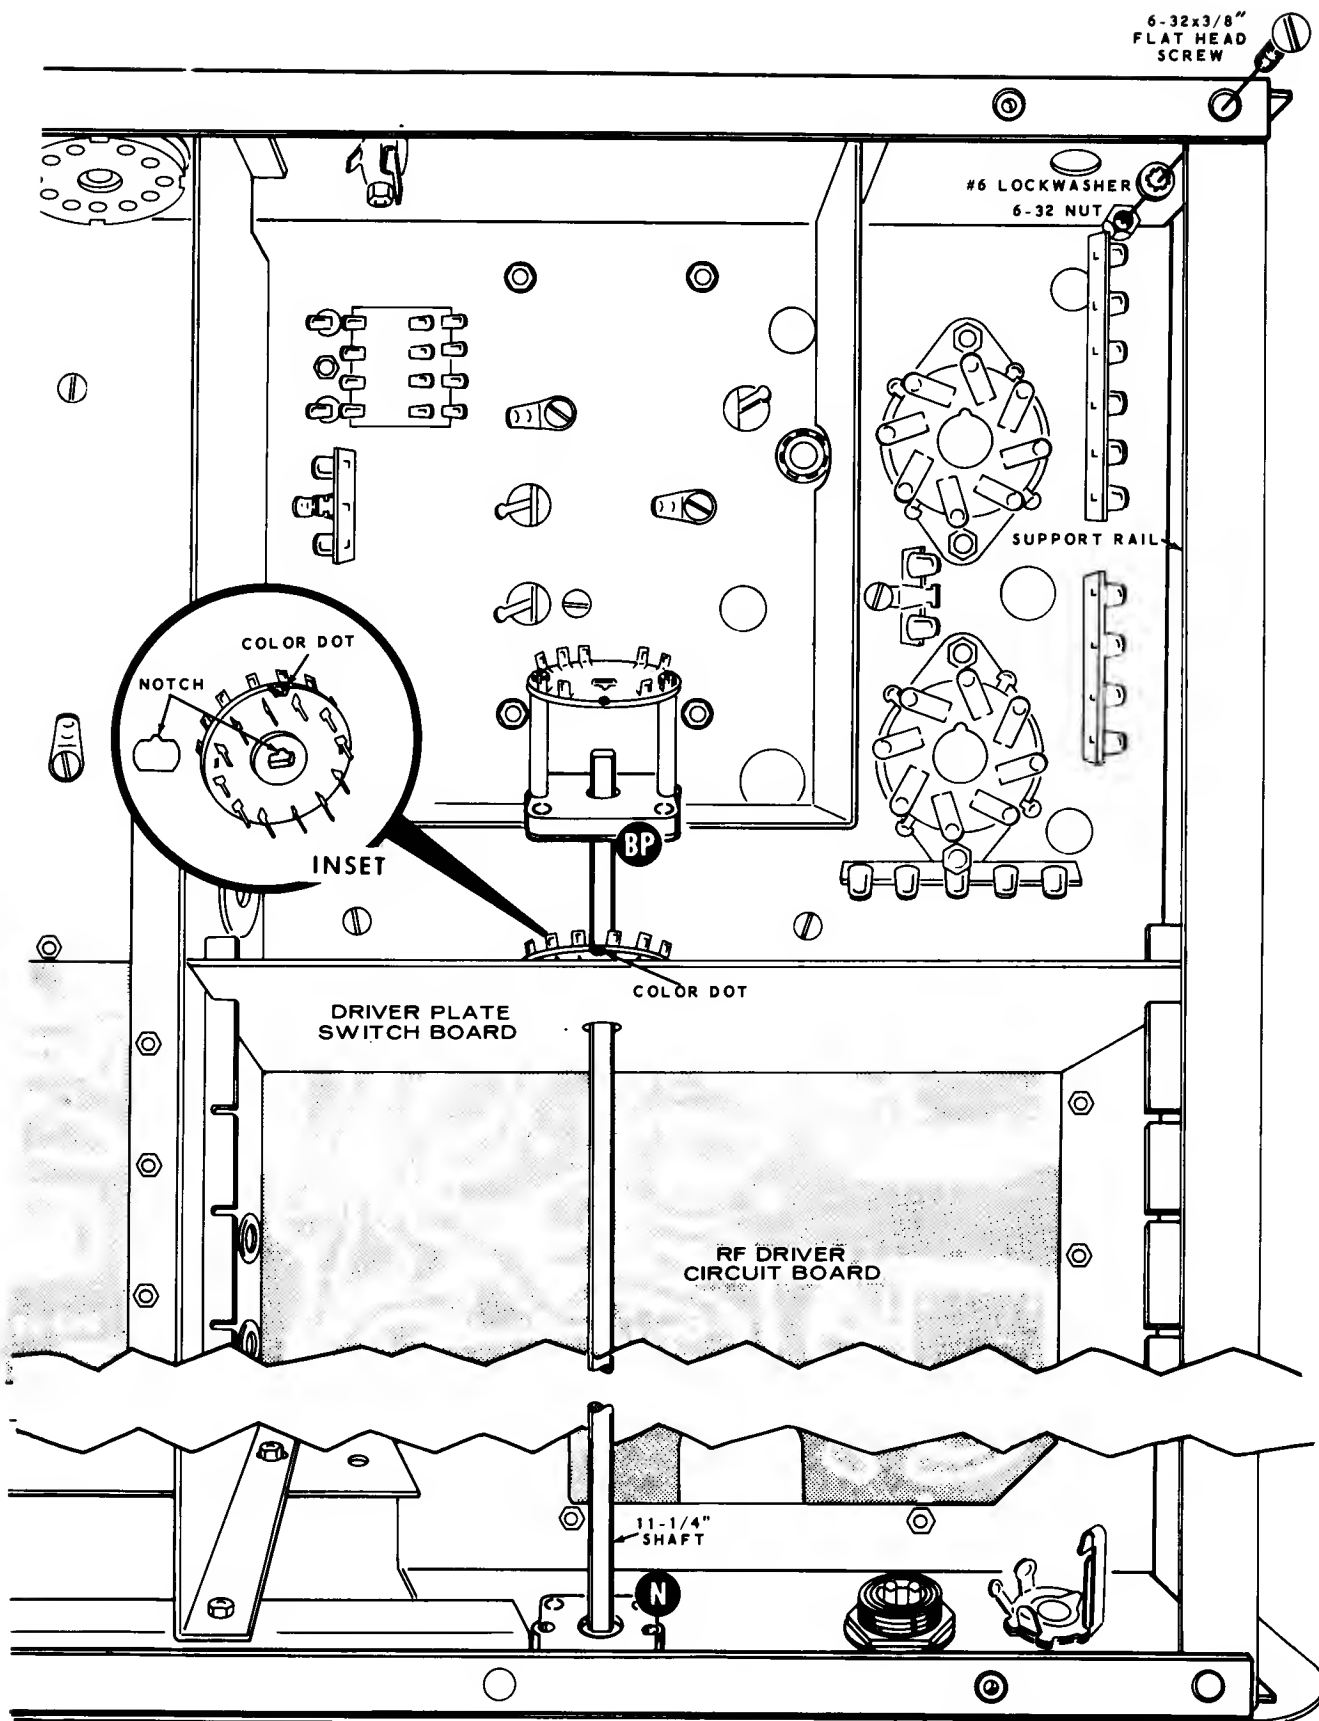 6-32x3/8"
FLAT HEAD
SCREW
#6 LOCKWASHER
6-32 NUT
SUPPORT RAIL
COLOR DOT
NOTCH
INSET
BP
COLOR DOT
DRIVER PLATE
SWITCH BOARD
RF DRIVER
CIRCUIT BOARD
11-1/4"
SHAFT
N